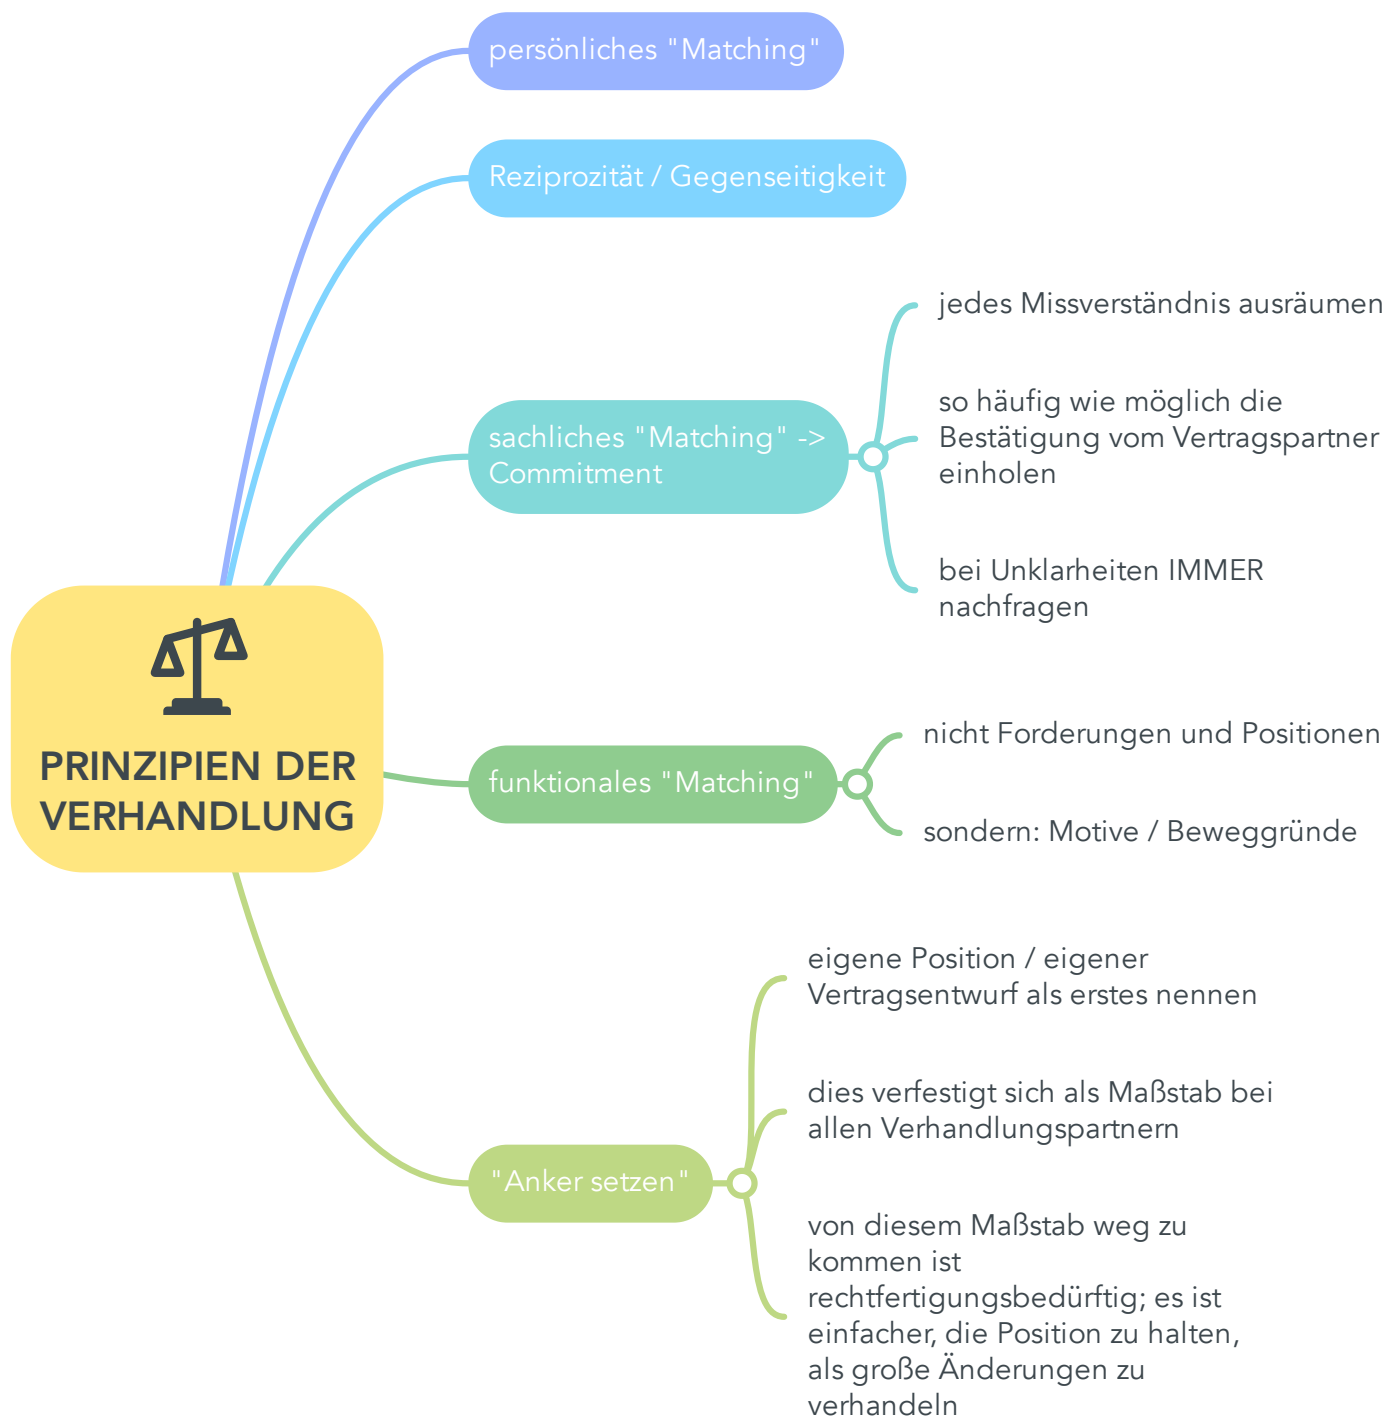 persönliches "Matching"
Reziprozität / Gegenseitigkeit
sachliches "Matching" ->
Commitment
jedes Missverständnis ausräumen
so häufig wie möglich die
Bestätigung vom Vertragspartner
einholen
bei Unklarheiten IMMER
nachfragen
PRINZIPIEN DER
VERHANDLUNG
funktionales "Matching"
nicht Forderungen und Positionen
sondern: Motive / Beweggründe
"Anker setzen"
eigene Position / eigener
Vertragsentwurf als erstes nennen
dies verfestigt sich als Maßstab bei
allen Verhandlungspartnern
von diesem Maßstab weg zu
kommen ist
rechtfertigungsbedürftig; es ist
einfacher, die Position zu halten,
als große Änderungen zu
verhandeln